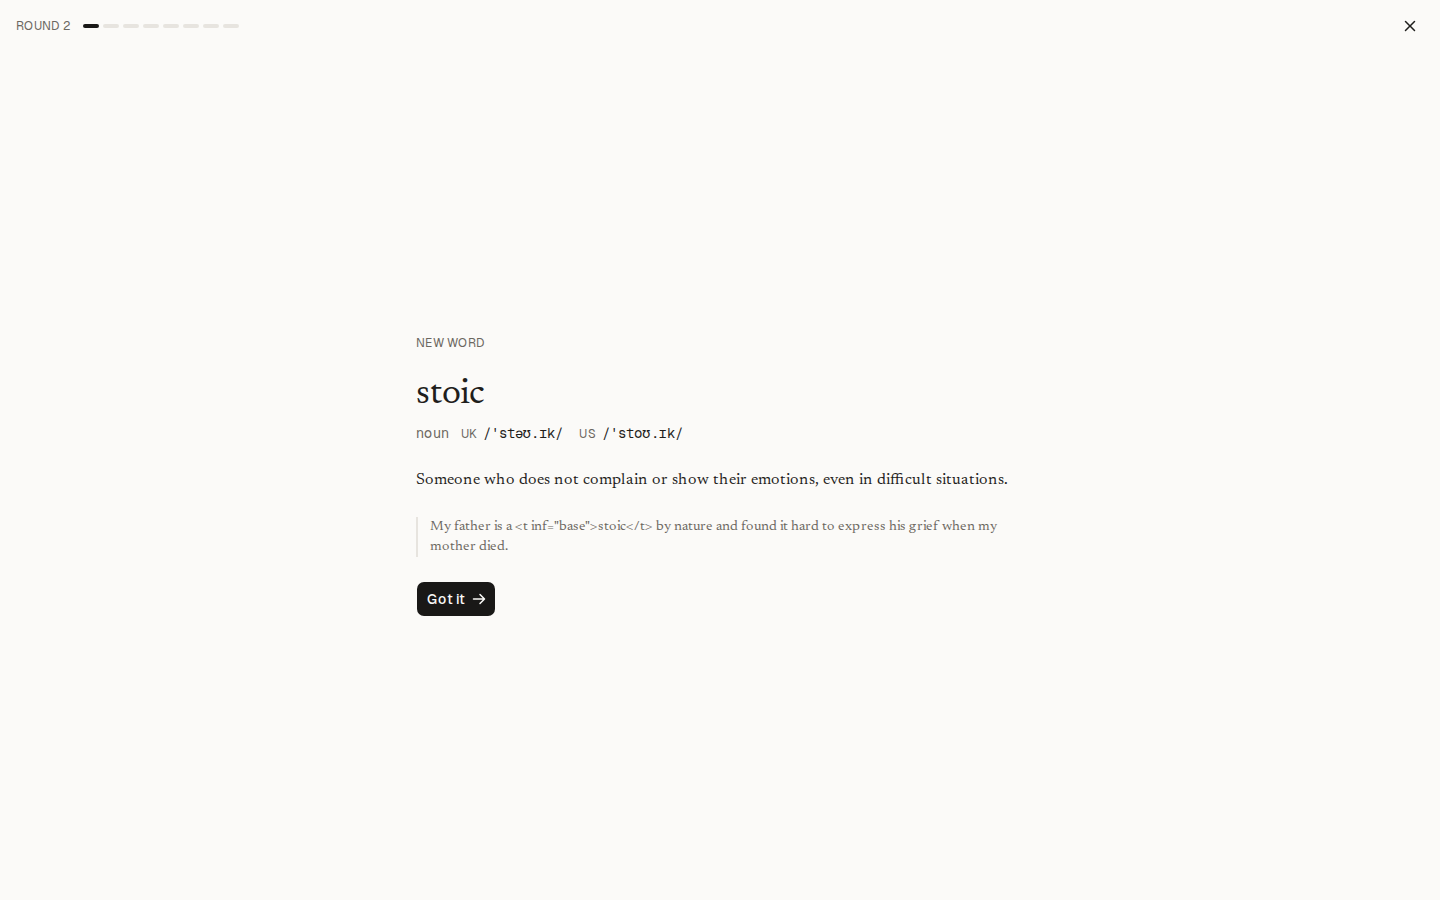 ROUND 2
NEW WORD
stoic
noun UK /ˈstəʊ.ɪk/ US /ˈstoʊ.ɪk/
Someone who does not complain or show their emotions, even in difficult situations.
My father is a <t inf="base">stoic</t> by nature and found it hard to express his grief when my
mother died.
Got it →